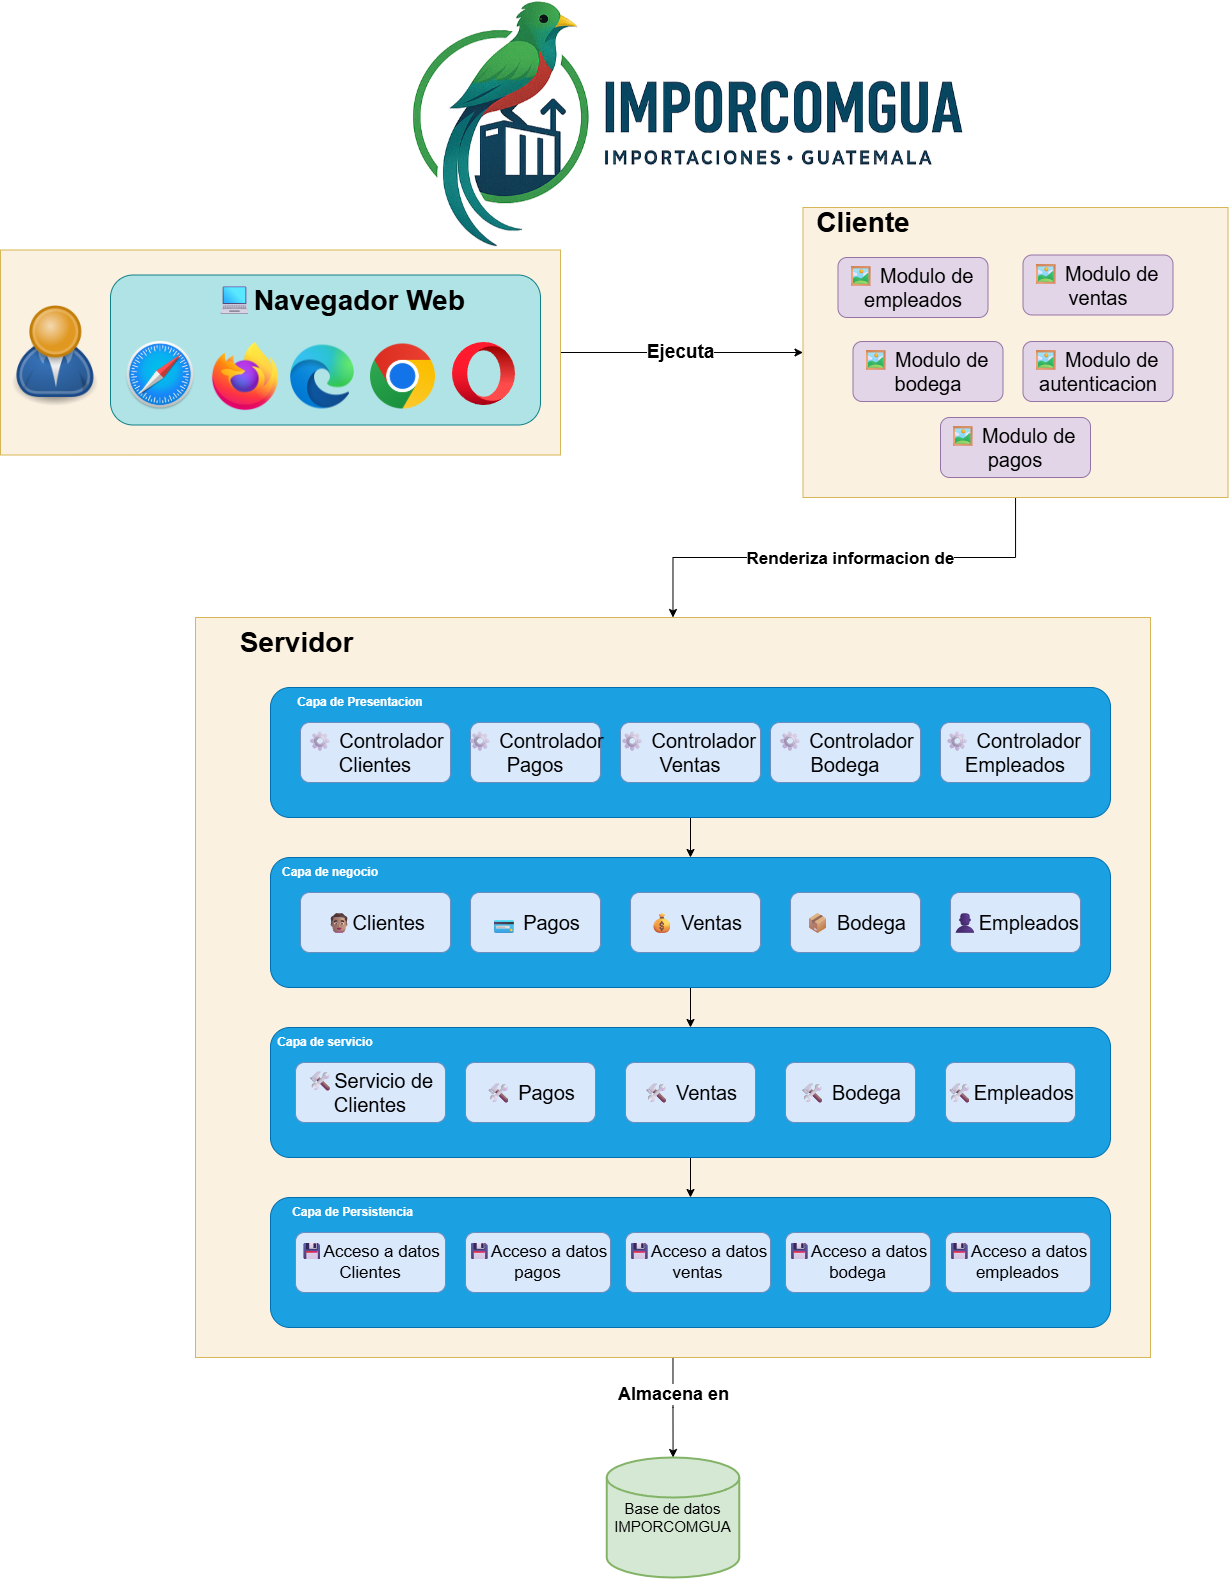 IMPORCOMGUA
IMPORTACIONES • GUATEMALA
Cliente
Modulo de
empleados
Modulo de
ventas
Modulo de
bodega
Modulo de
autenticacion
Modulo de
pagos
Navegador Web
Ejecuta
Renderiza informacion de
Servidor
Capa de Presentacion
Controlador
Clientes
Controlador
Pagos
Controlador
Ventas
Controlador
Bodega
Controlador
Empleados
Capa de negocio
Clientes
Pagos
Ventas
Bodega
Empleados
Capa de servicio
Servicio de
Clientes
Pagos
Ventas
Bodega
Empleados
Capa de Persistencia
Acceso a datos
Clientes
Acceso a datos
pagos
Acceso a datos
ventas
Acceso a datos
bodega
Acceso a datos
empleados
Almacena en
Base de datos
IMPORCOMGUA